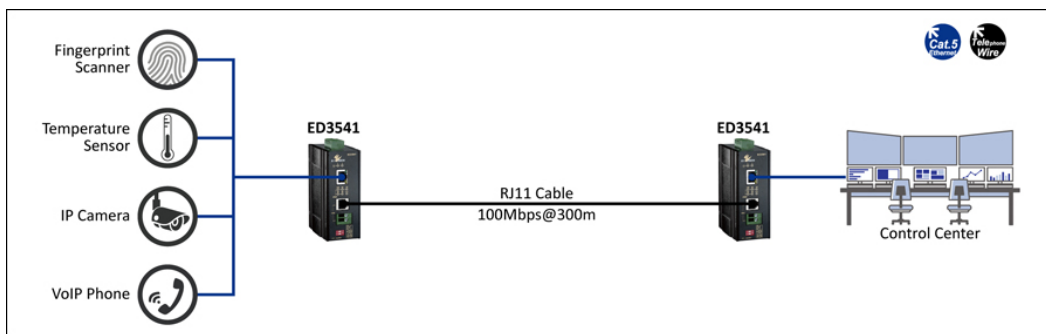 Fingerprint
Scanner
Temperature
Sensor
IP Camera
VoIP Phone
ED3541
RJ11 Cable
100Mbps@300m
ED3541
Cat.5
Ethernet
Telephone
Wire
Control Center